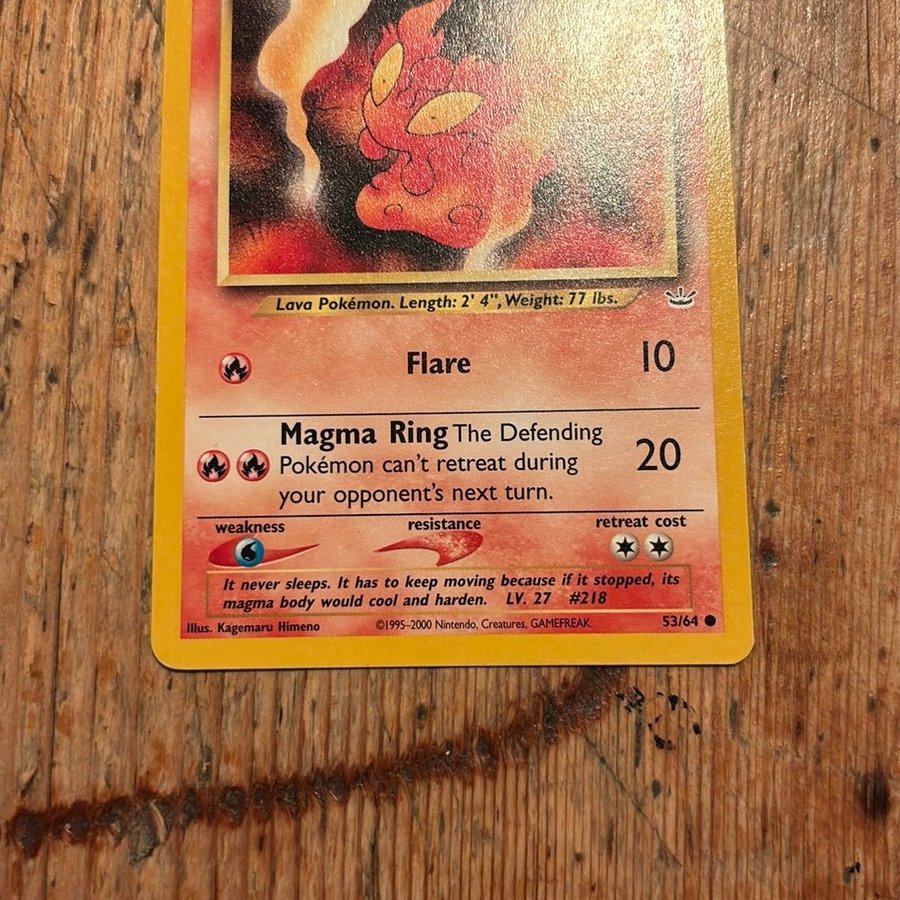 Lava Pokémon. Length: 2' 4", Weight: 77 lbs.
Flare 10
Magma Ring The Defending
Pokémon can't retreat during 20
your opponent's next turn.
weakness resistance retreat cost
It never sleeps. It has to keep moving because if it stopped, its
magma body would cool and harden. LV. 27 #218
Illus. Kagemaru Himeno ©1995–2000 Nintendo, Creatures, GAMEFREAK. 53/64